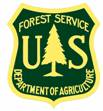 FOREST SERVICE
U S
DEPARTMENT OF AGRICULTURE